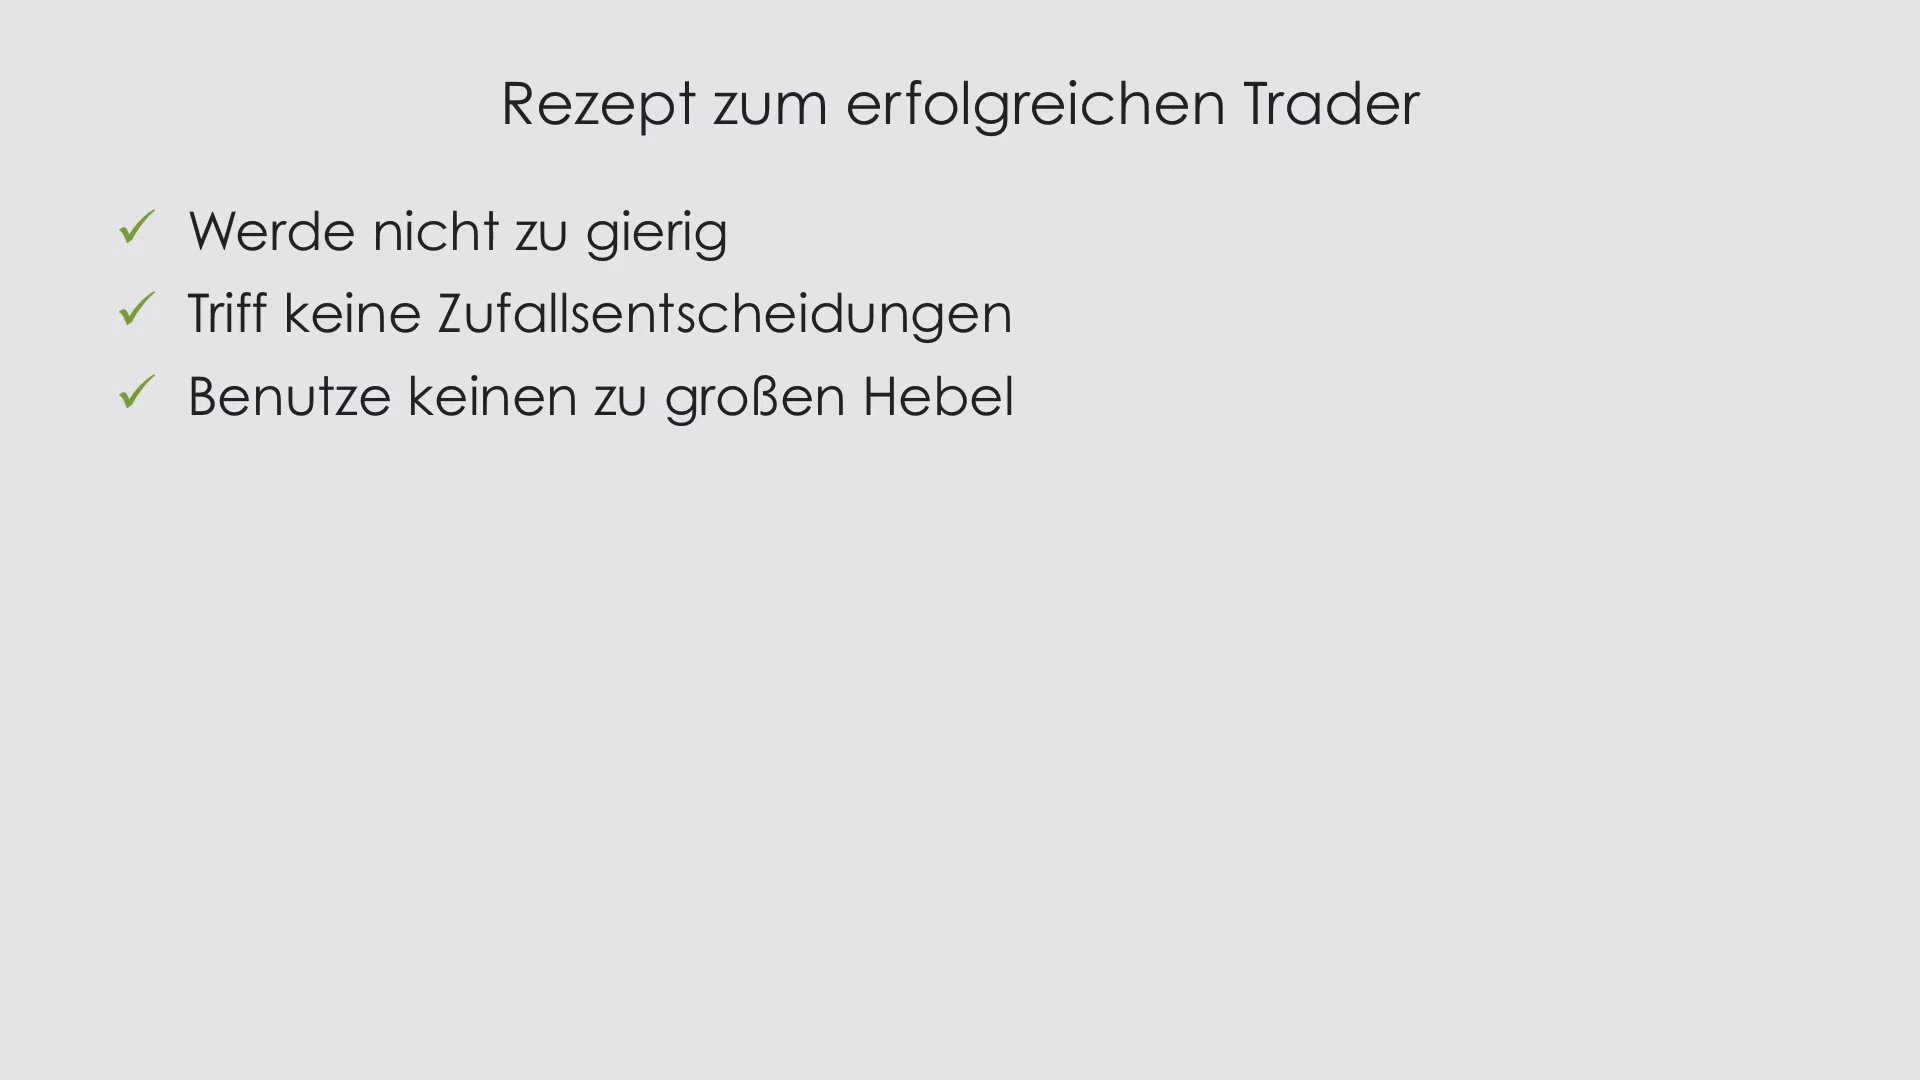 Rezept zum erfolgreichen Trader
✓ Werde nicht zu gierig
✓ Triff keine Zufallsentscheidungen
✓ Benutze keinen zu großen Hebel